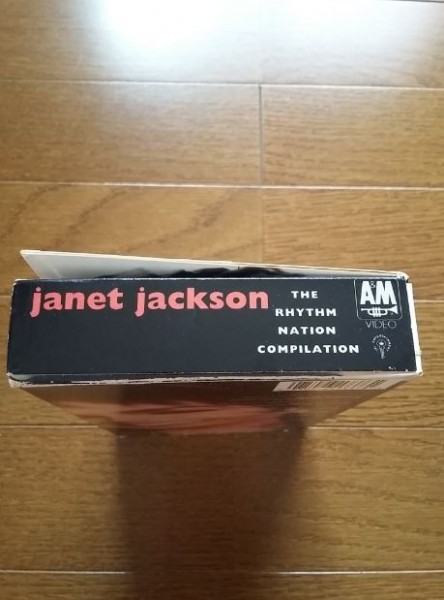 janet jackson
THE
RHYTHM
NATION
COMPILATION
A&M
VIDEO